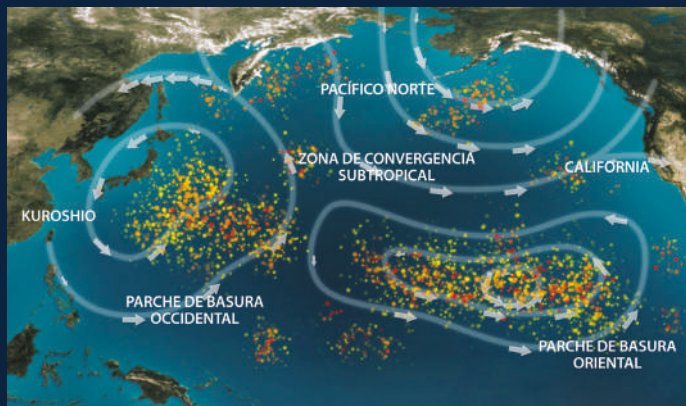 PACÍFICO NORTE
ZONA DE CONVERGENCIA
SUBTROPICAL
CALIFORNIA
KUROSHIO
PARCHE DE BASURA
OCCIDENTAL
PARCHE DE BASURA
ORIENTAL